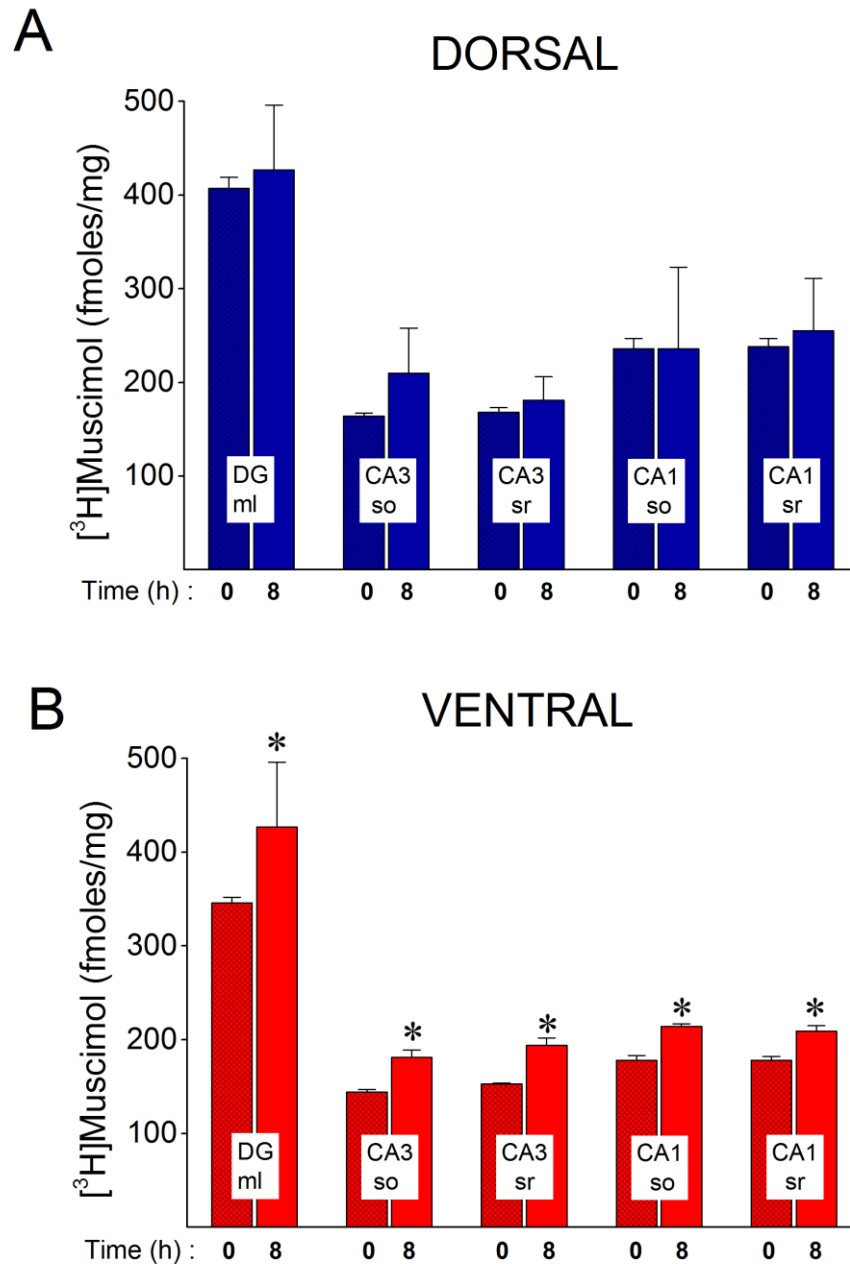 A
DORSAL
[³H]Muscimol (fmoles/mg)
500
400
300
200
100
DG
ml
CA3
so
CA3
sr
CA1
so
CA1
sr
Time (h) : 0 8 0 8 0 8 0 8 0 8
B
VENTRAL
[³H]Muscimol (fmoles/mg)
500
400
300
200
100
*
*
*
*
*
DG
ml
CA3
so
CA3
sr
CA1
so
CA1
sr
Time (h) : 0 8 0 8 0 8 0 8 0 8